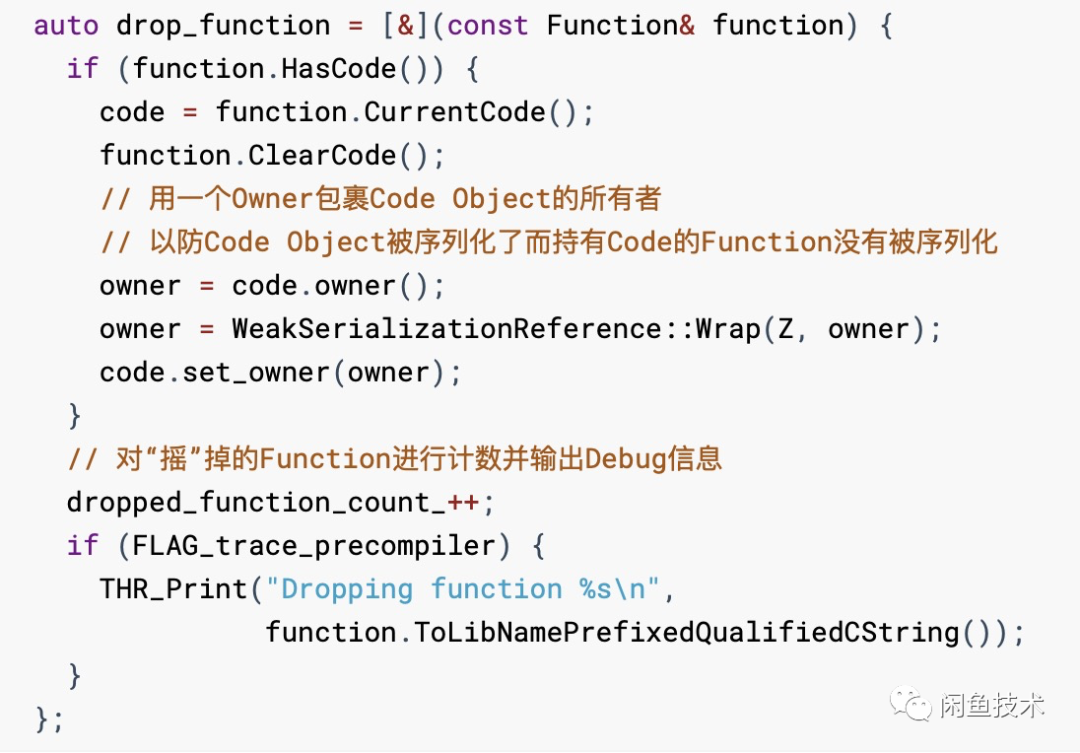 auto drop_function = [&](const Function& function) {
  if (function.HasCode()) {
    code = function.CurrentCode();
    function.ClearCode();
    // 用一个Owner包裹Code Object的所有者
    // 以防Code Object被序列化了而持有Code的Function没有被序列化
    owner = code.owner();
    owner = WeakSerializationReference::Wrap(Z, owner);
    code.set_owner(owner);
  }
  // 对“摇”掉的Function进行计数并输出Debug信息
  dropped_function_count_++;
  if (FLAG_trace_precompiler) {
    THR_Print("Dropping function %s\n",
              function.ToLibNamePrefixedQualifiedCString());
  }
};
闲鱼技术